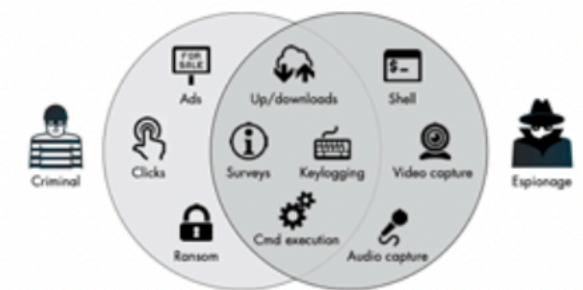 FOR
SALE
$_
Ads
Up/downloads
Shell
Criminal
Clicks
Surveys
Keylogging
Video capture
Espionage
Cmd execution
Ransom
Audio capture